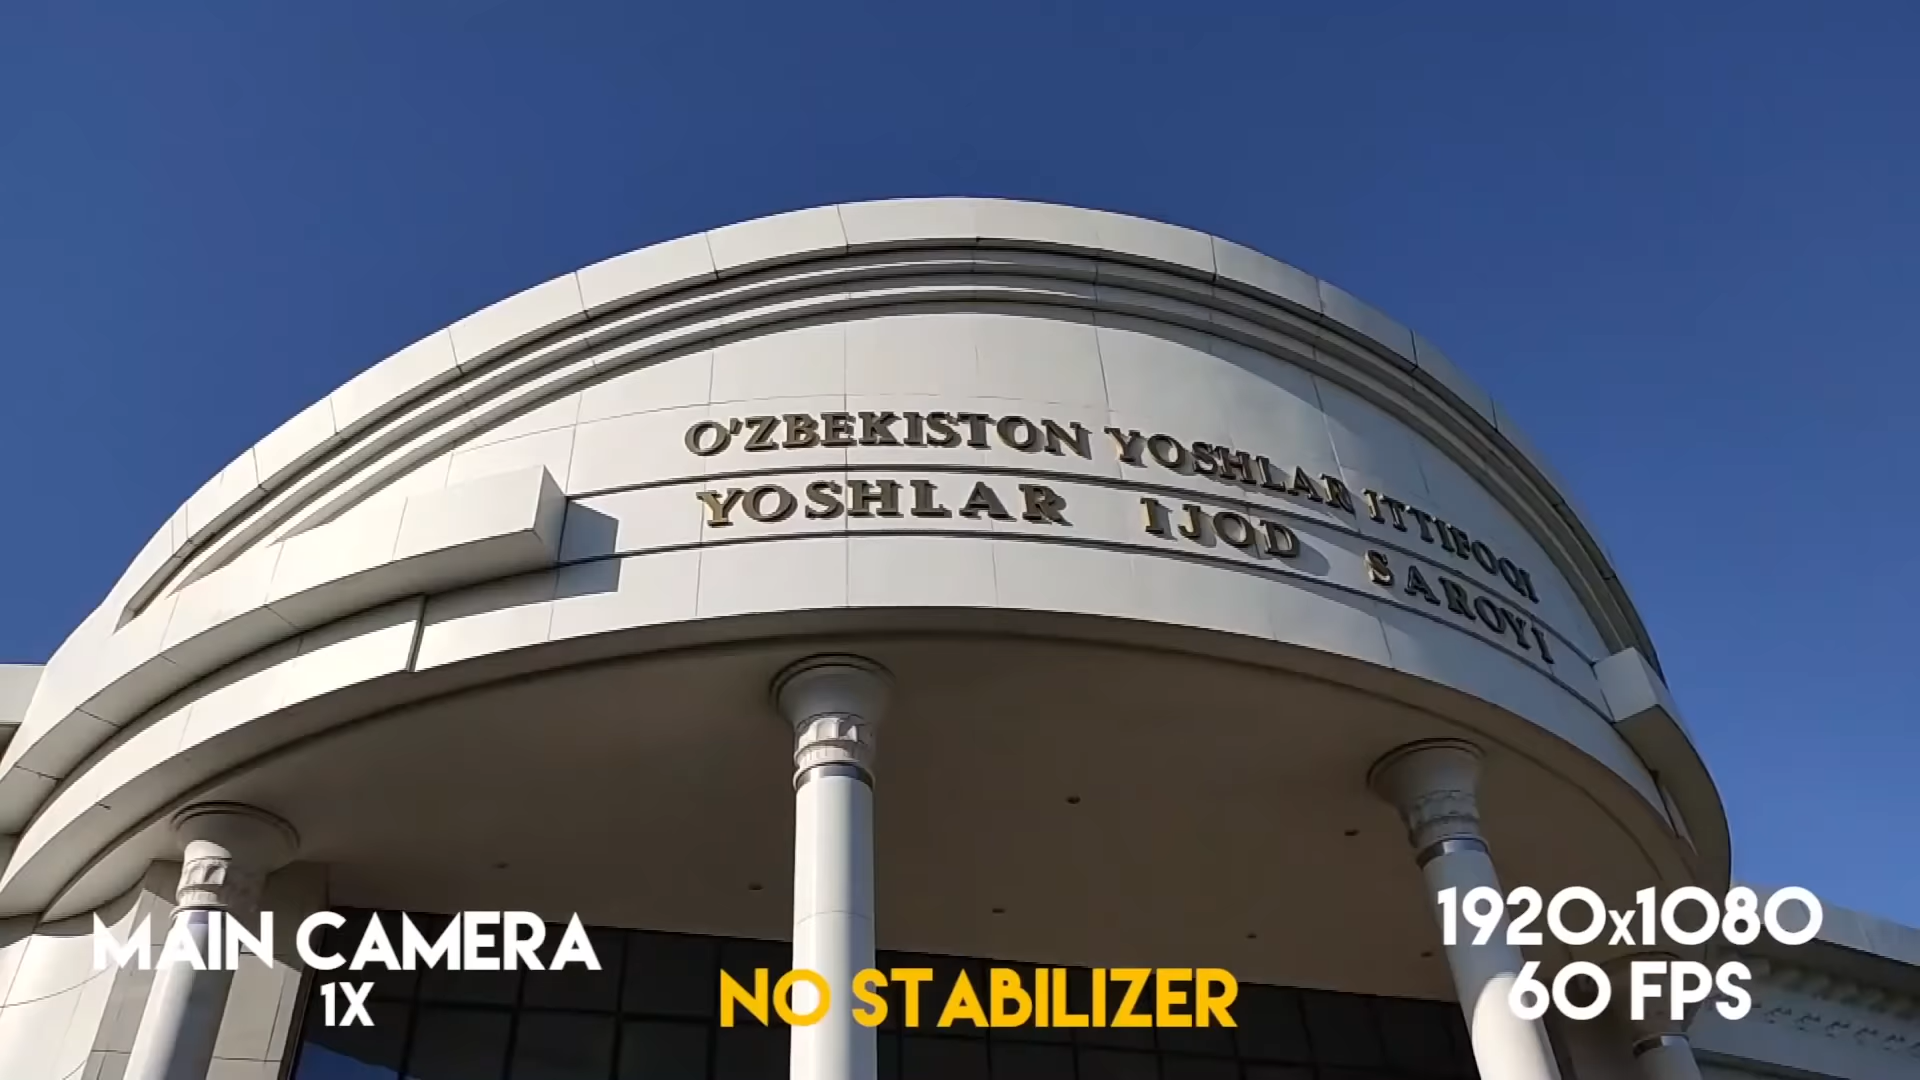 O'ZBEKISTON YOSHLAR ITTIFOQI
YOSHLAR IJOD SAROYI
MAIN CAMERA
1X
NO STABILIZER
1920x1080
60 FPS